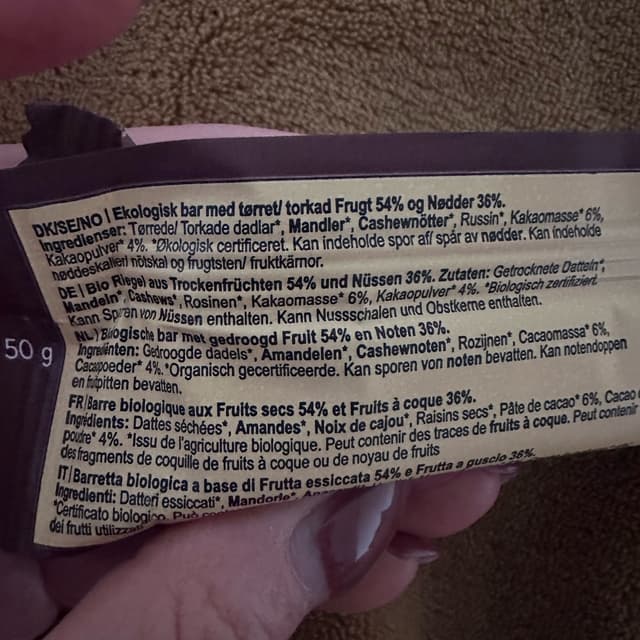 DK/SE/NO | Ekologisk bar med tørret/ torkad Frugt 54% og Nødder 36%.
Ingredienser: Tørrede/ Torkade dadlar*, Mandler*, Cashewnötter*, Russin*, Kakaomasse* 6%,
Kakaopulver* 4%. *Økologisk certificeret. Kan indeholde spor af/ spår av nødder. Kan indeholde
nøddeskaller/ nötskal og frugtsten/ fruktkärnor.
DE | Bio Riegel aus Trockenfrüchten 54% und Nüssen 36%. Zutaten: Getrocknete Datteln*,
Mandeln*, Cashews*, Rosinen*, Kakaomasse* 6%, Kakaopulver* 4%. *Biologisch zertifiziert.
Kann Spuren von Nüssen enthalten. Kann Nussschalen und Obstkerne enthalten.
50 g
NL | Biologische bar met gedroogd Fruit 54% en Noten 36%.
Ingrediënten: Gedroogde dadels*, Amandelen*, Cashewnoten*, Rozijnen*, Cacaomassa* 6%,
Cacaopoeder* 4%. *Organisch gecertificeerde. Kan sporen von noten bevatten. Kan notendoppen
en fruitpitten bevatten.
FR | Barre biologique aux Fruits secs 54% et Fruits à coque 36%.
Ingrédients: Dattes séchées*, Amandes*, Noix de cajou*, Raisins secs*, Pâte de cacao* 6%, Cacao
poudre* 4%. *Issu de l'agriculture biologique. Peut contenir des traces de fruits à coque. Peut contenir
des fragments de coquille de fruits à coque ou de noyau de fruits
IT | Barretta biologica a base di Frutta essiccata 54% e Frutta a guscio 36%.
Ingredienti: Datteri essiccati*, Mandorle*,
*Certificato biologico. Può
dei frutti